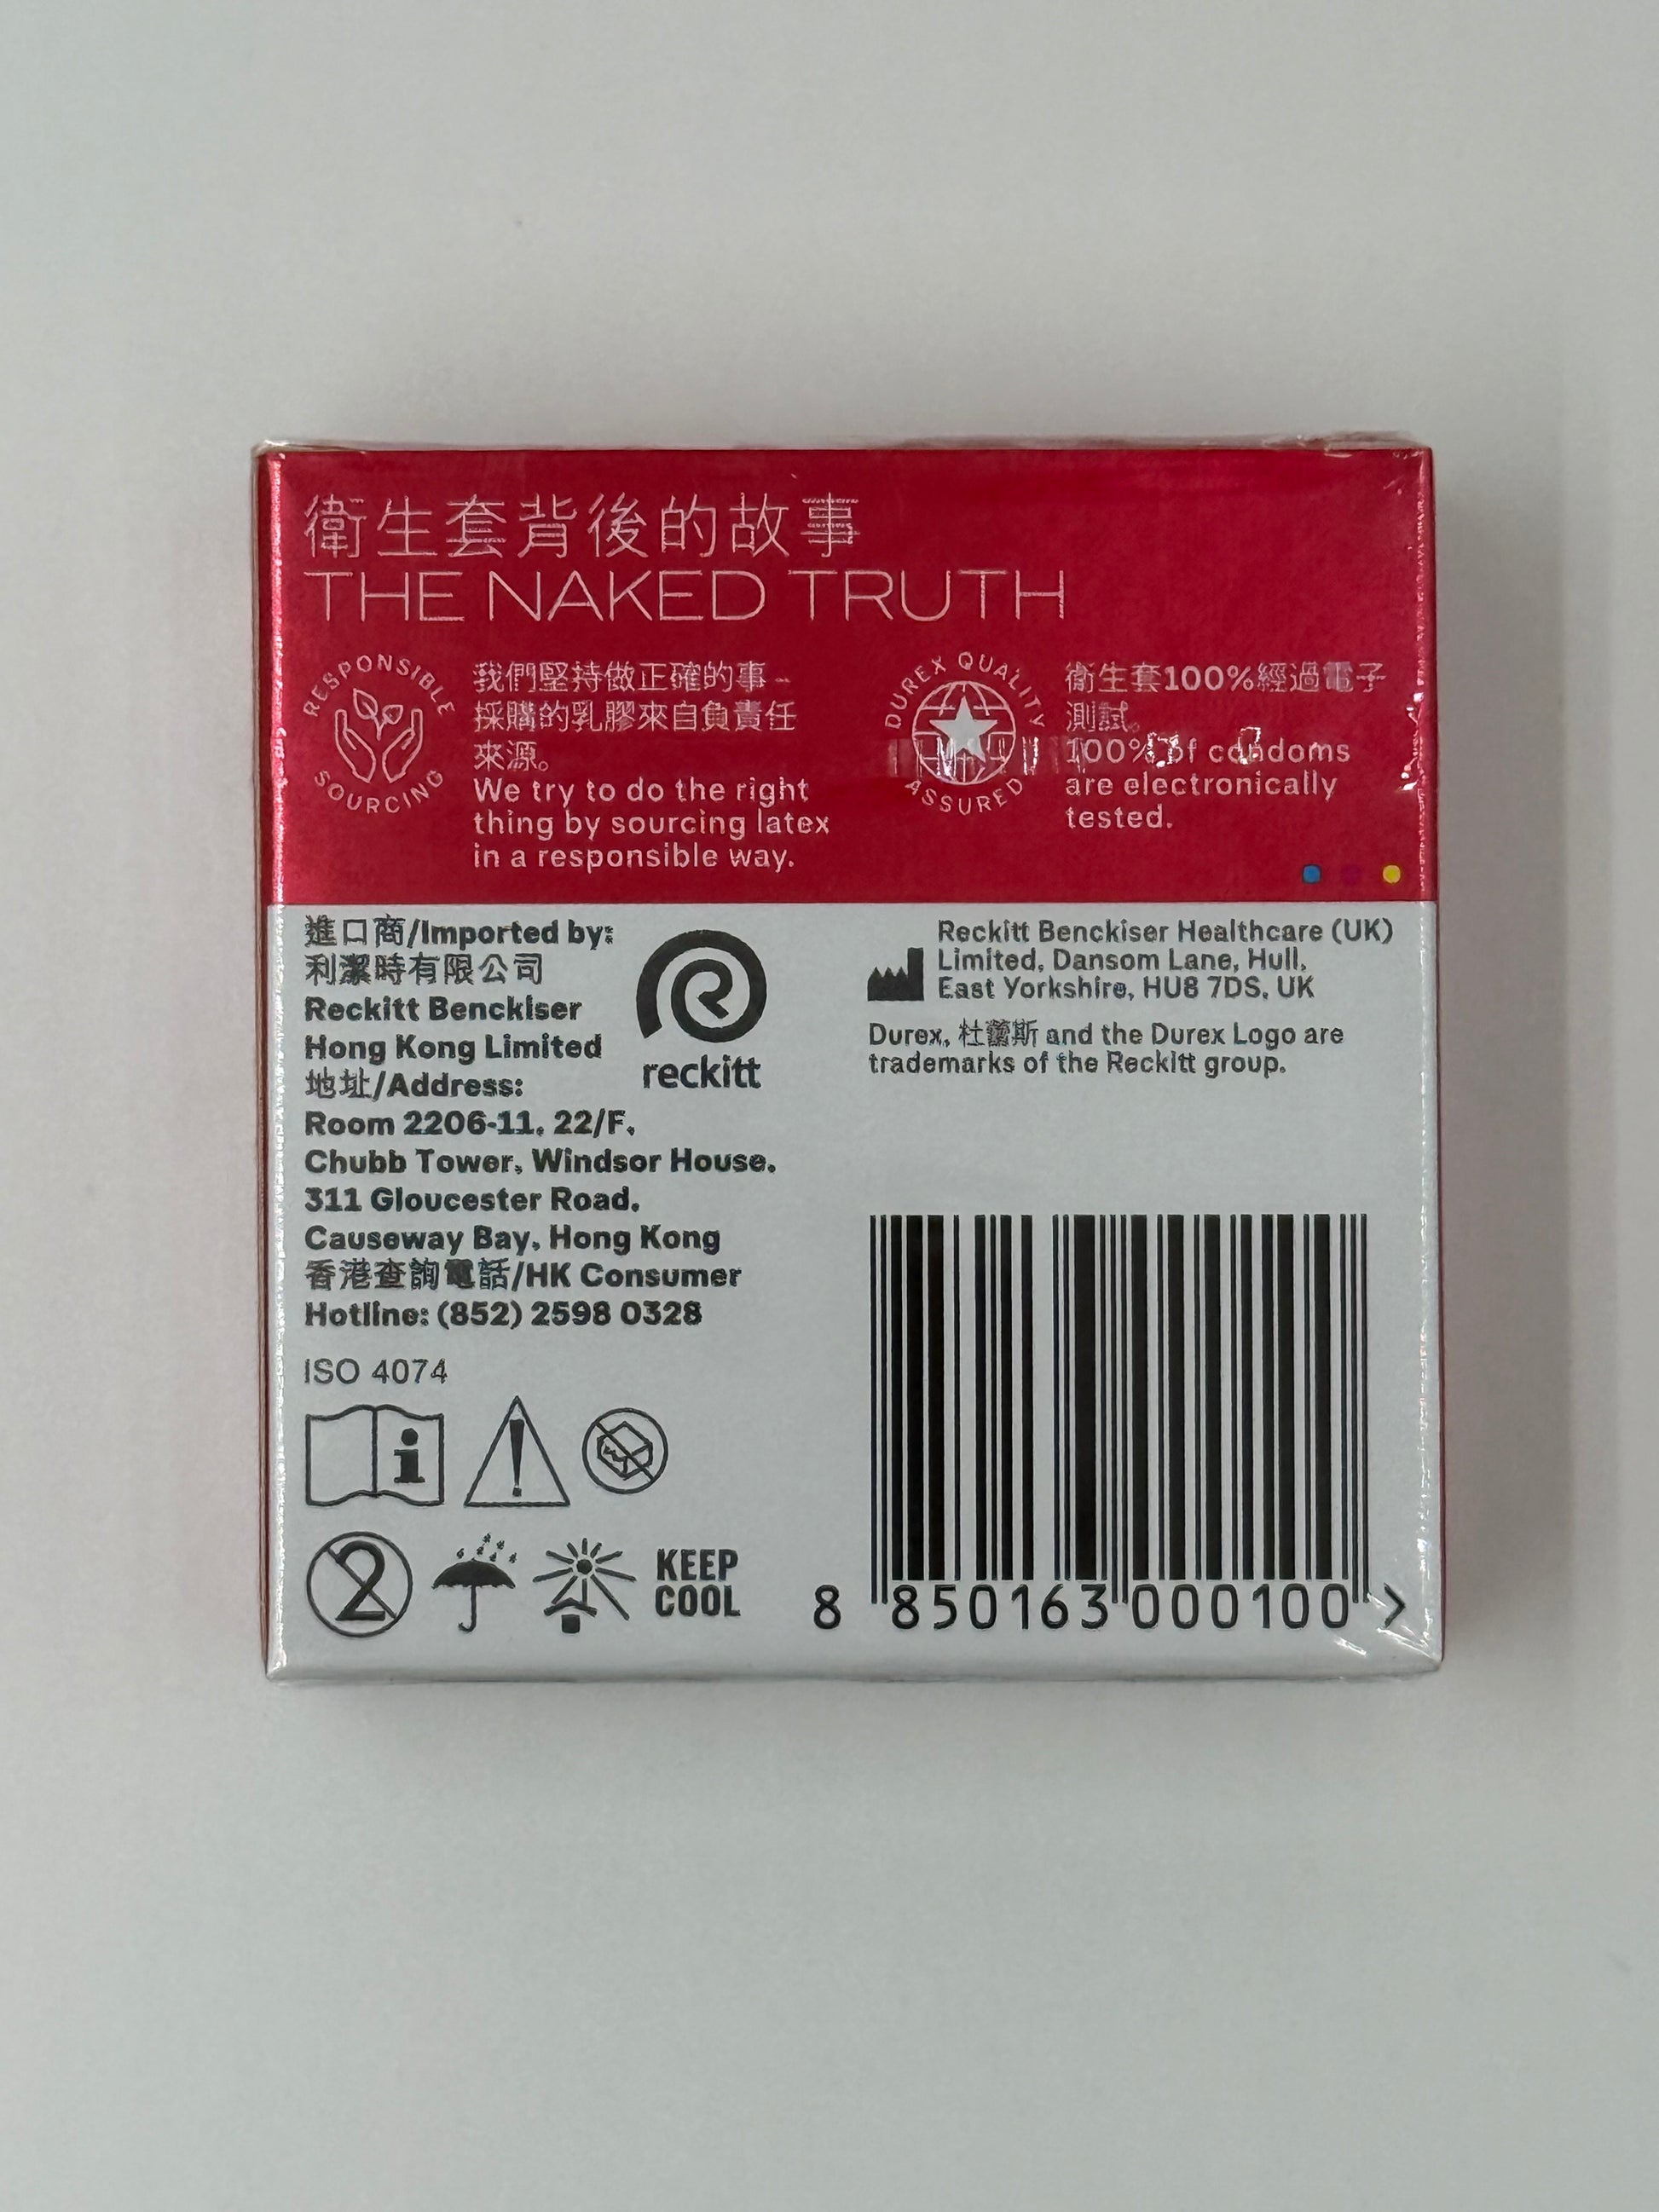 衛生套背後的故事
THE NAKED TRUTH
RESPONSIBLE SOURCING
我們堅持做正確的事 -
採購的乳膠來自負責任
來源。
We try to do the right
thing by sourcing latex
in a responsible way.
DUREX QUALITY ASSURED
衛生套100%經過電子
測試。
100% of condoms
are electronically
tested.
進口商/Imported by:
利潔時有限公司
Reckitt Benckiser
Hong Kong Limited
地址/Address:
Room 2206-11, 22/F,
Chubb Tower, Windsor House,
311 Gloucester Road,
Causeway Bay, Hong Kong
香港查詢電話/HK Consumer
Hotline: (852) 2598 0328
reckitt
ISO 4074
i
!
2
KEEP
COOL
Reckitt Benckiser Healthcare (UK)
Limited, Dansom Lane, Hull,
East Yorkshire, HU8 7DS, UK
Durex, 杜蕾斯 and the Durex Logo are
trademarks of the Reckitt group.
8 850163 000100 >